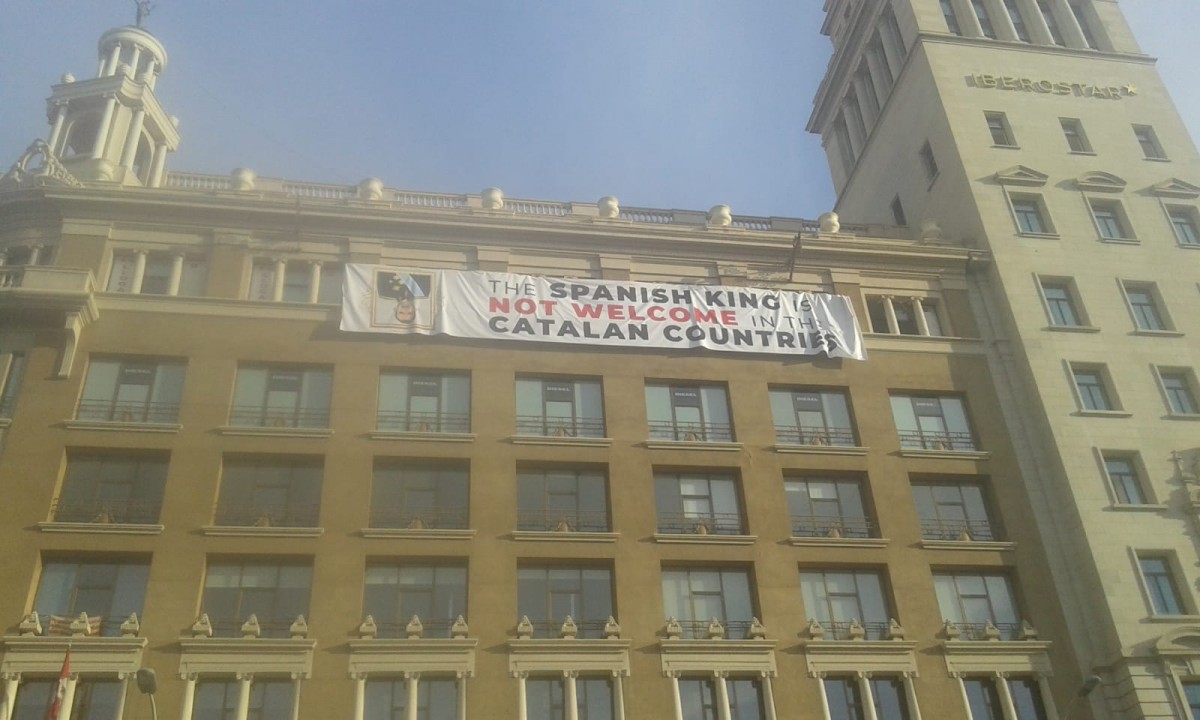 IBEROSTAR
THE SPANISH KING IS
NOT WELCOME IN THE
CATALAN COUNTRIES